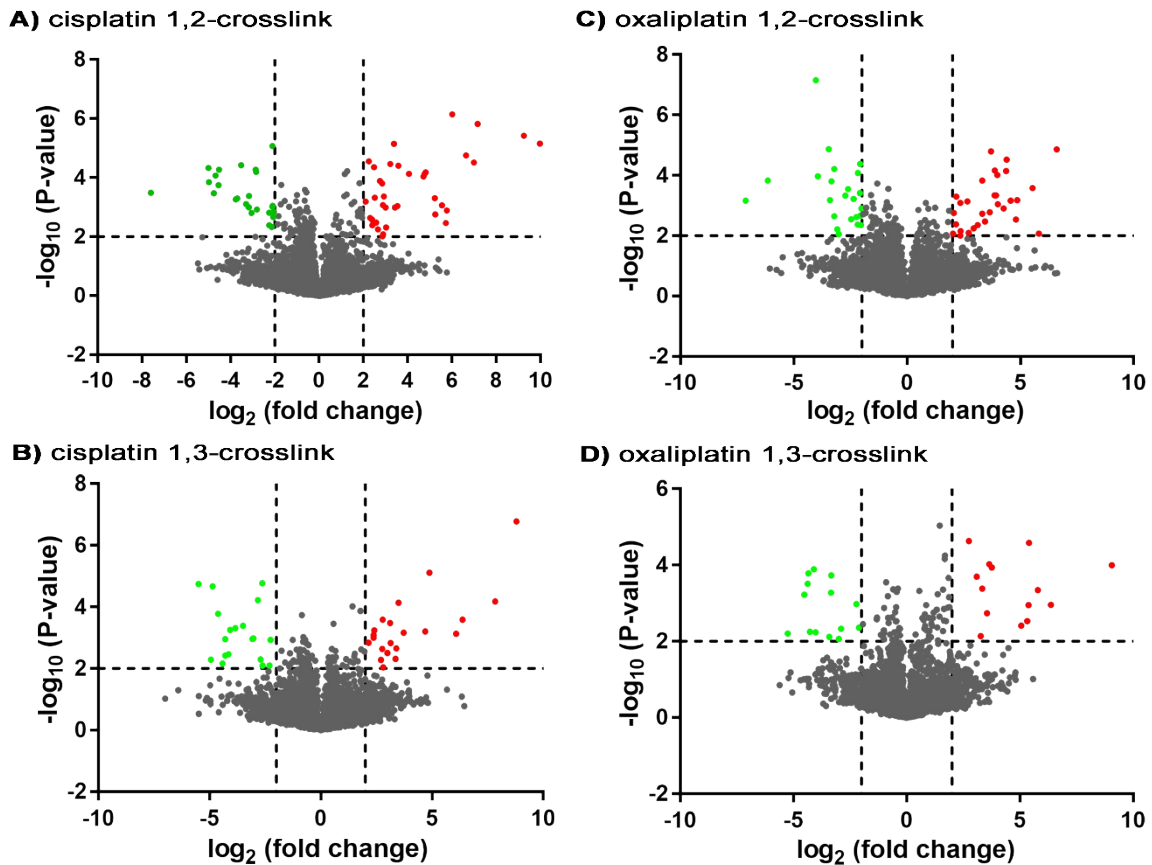 A) cisplatin 1,2-crosslink
8
6
4
2
0
-2
-10 -8 -6 -4 -2 0 2 4 6 8 10
-log10 (P-value)
log2 (fold change)
C) oxaliplatin 1,2-crosslink
8
6
4
2
0
-2
-10 -5 0 5 10
-log10 (P-value)
log2 (fold change)
B) cisplatin 1,3-crosslink
8
6
4
2
0
-2
-10 -5 0 5 10
-log10 (P-value)
log2 (fold change)
D) oxaliplatin 1,3-crosslink
6
4
2
0
-2
-10 -5 0 5 10
-log10 (P-value)
log2 (fold change)